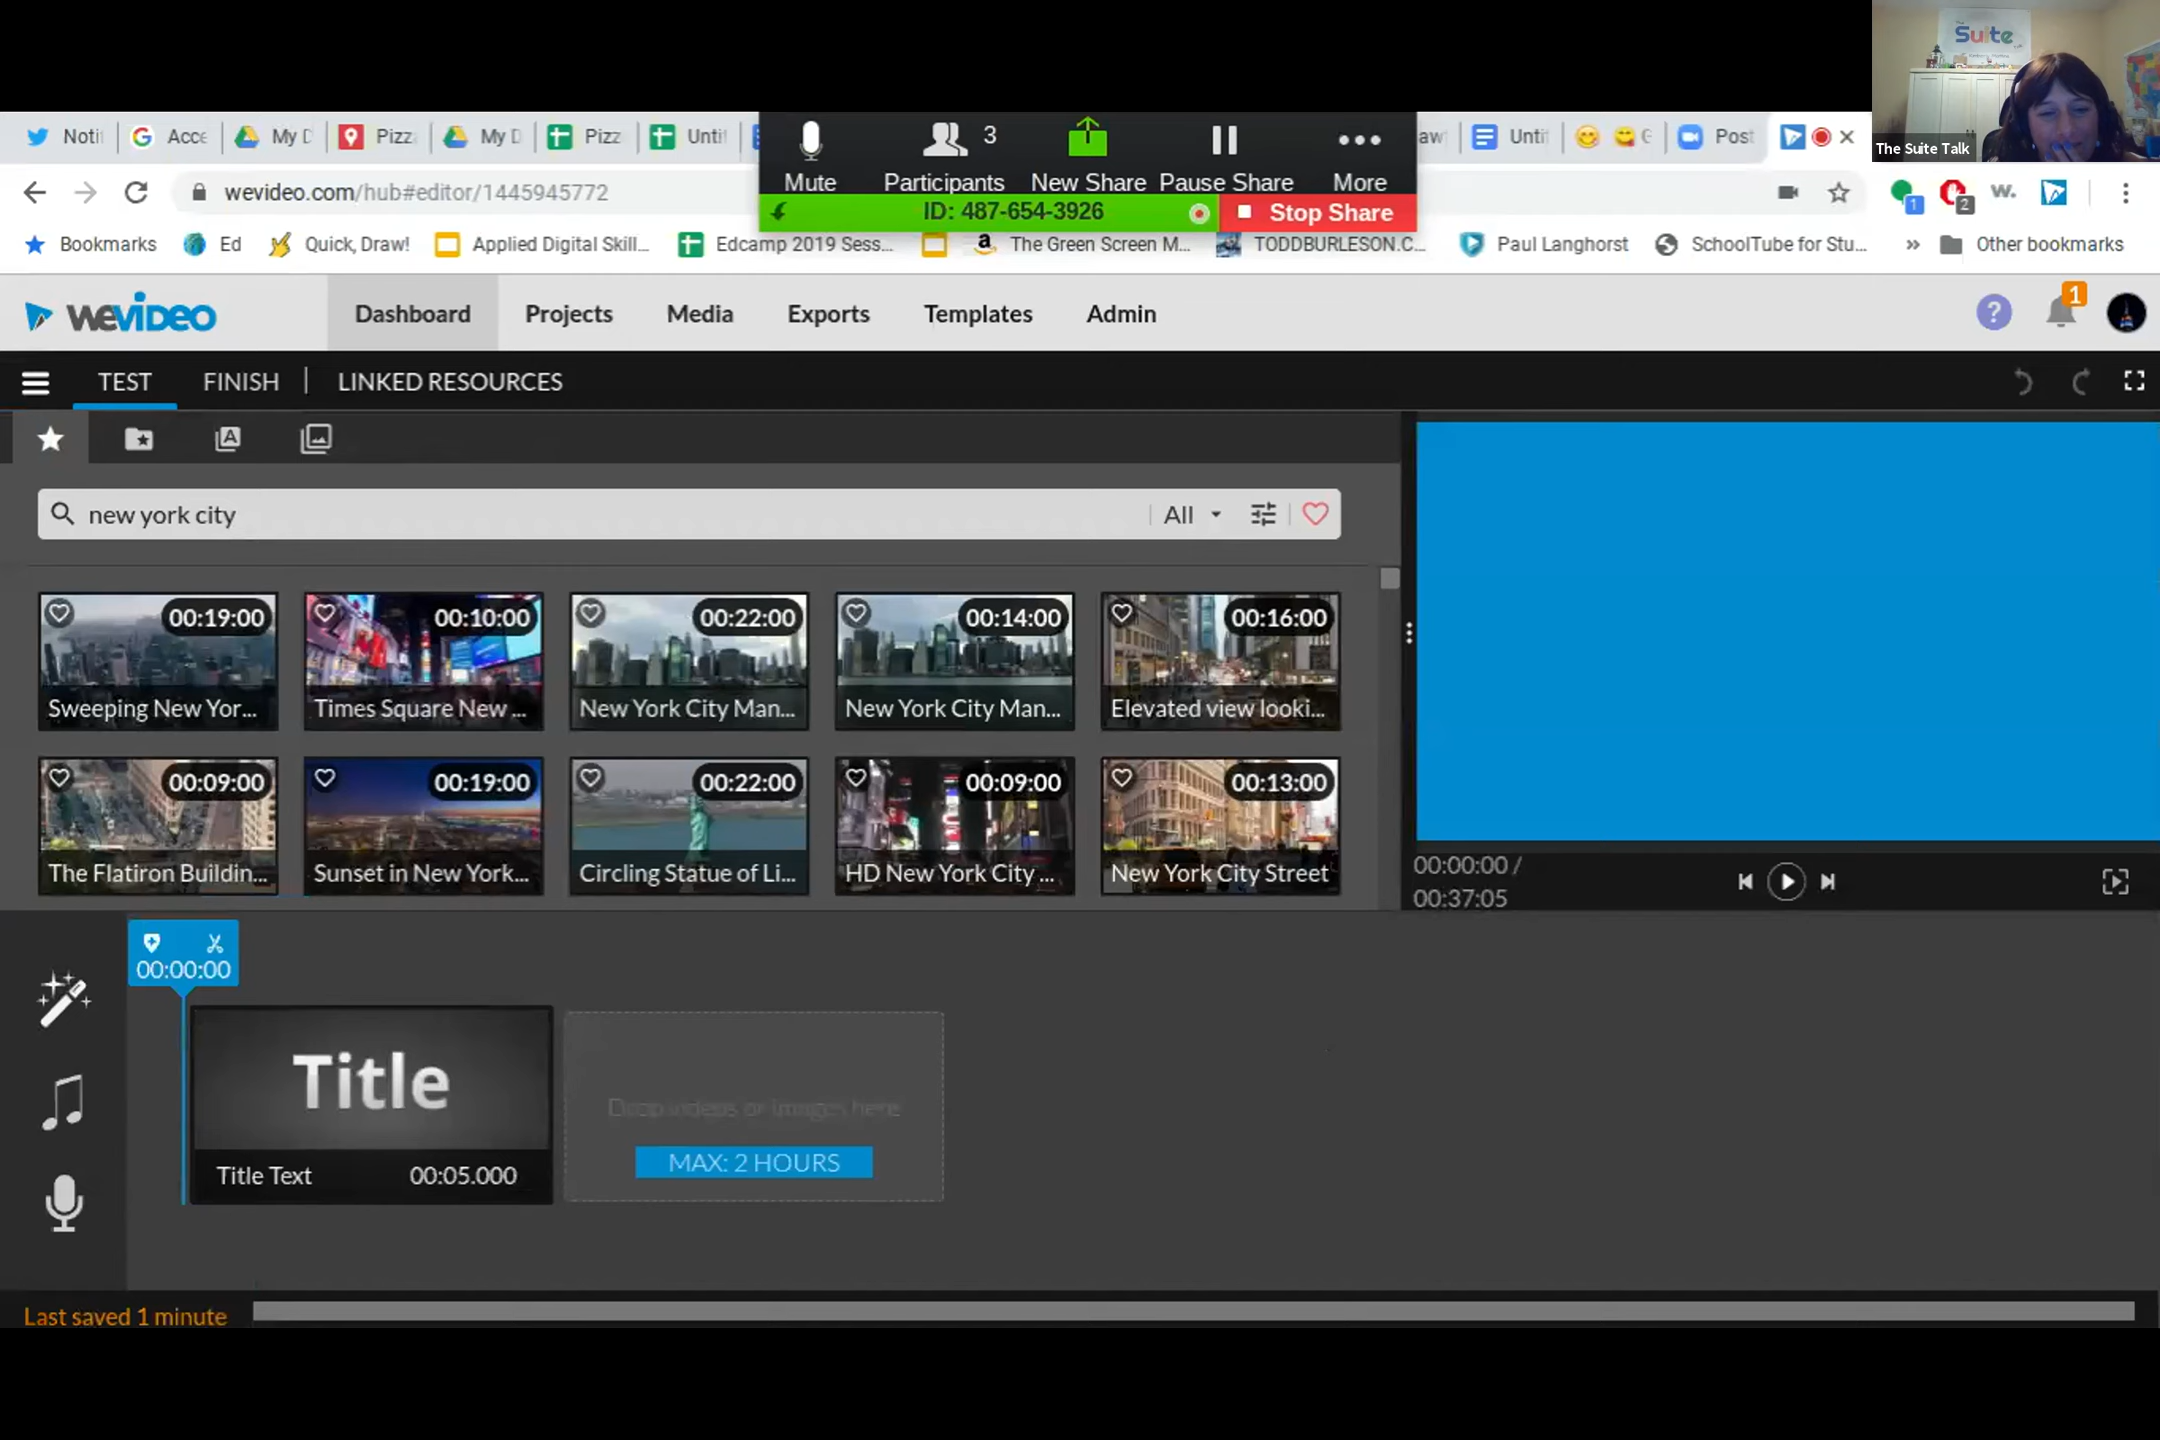 Suite
The Suite Talk
Noti Acce My D Pizz My D Pizz Unti aw Unti G Post
Mute Participants 3 New Share Pause Share More
ID: 487-654-3926 Stop Share
wevideo.com/hub#editor/1445945772
1 2 w.
Bookmarks Ed Quick, Draw! Applied Digital Skill... Edcamp 2019 Sess... The Green Screen M... TODDBURLESON.C... Paul Langhorst SchoolTube for Stu... » Other bookmarks
WEVIDEO Dashboard Projects Media Exports Templates Admin ? 1
TEST FINISH | LINKED RESOURCES
new york city All
00:19:00 00:10:00 00:22:00 00:14:00 00:16:00
Sweeping New Yor... Times Square New ... New York City Man... New York City Man... Elevated view looki...
00:09:00 00:19:00 00:22:00 00:09:00 00:13:00
The Flatiron Buildin... Sunset in New York... Circling Statue of Li... HD New York City ... New York City Street
00:00:00 /
00:37:05
00:00:00
Title
Drop videos or images here
MAX: 2 HOURS
Title Text 00:05.000
Last saved 1 minute